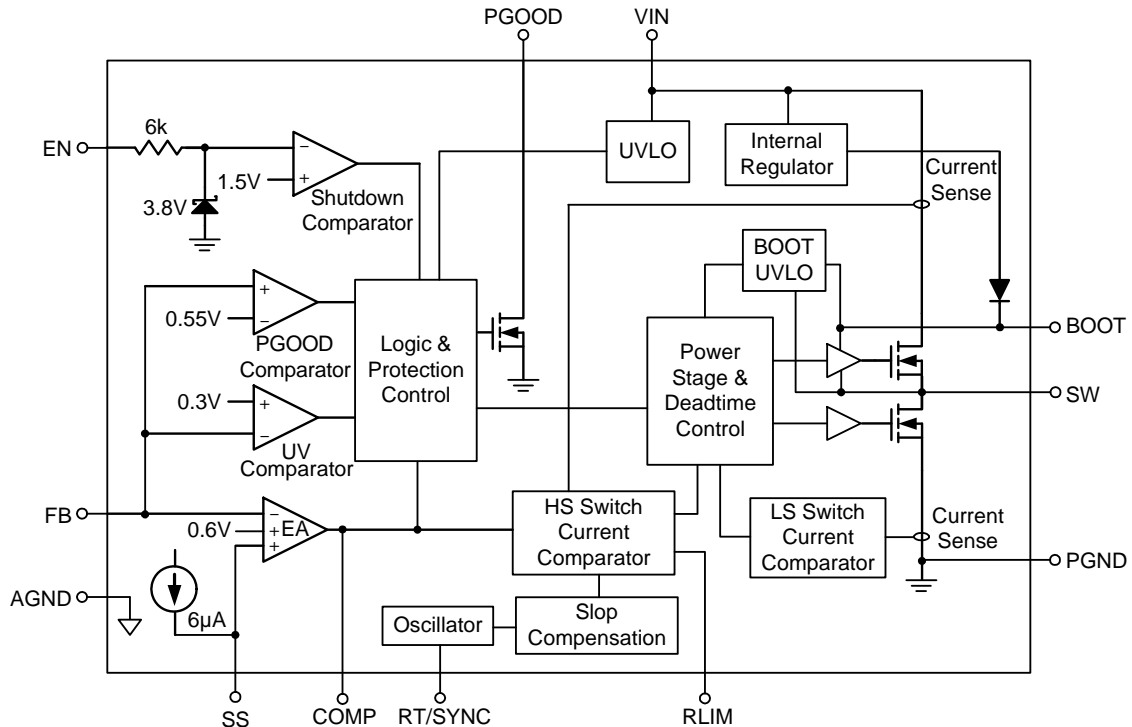 PGOOD
VIN
EN
6k
1.5V
3.8V
Shutdown
Comparator
UVLO
Internal
Regulator
Current
Sense
BOOT
UVLO
0.55V
PGOOD
Comparator
Logic &
Protection
Control
Power
Stage &
Deadtime
Control
BOOT
SW
0.3V
UV
Comparator
FB
0.6V
EA
HS Switch
Current
Comparator
LS Switch
Current
Comparator
Current
Sense
PGND
AGND
6µA
Oscillator
Slop
Compensation
SS
COMP
RT/SYNC
RLIM